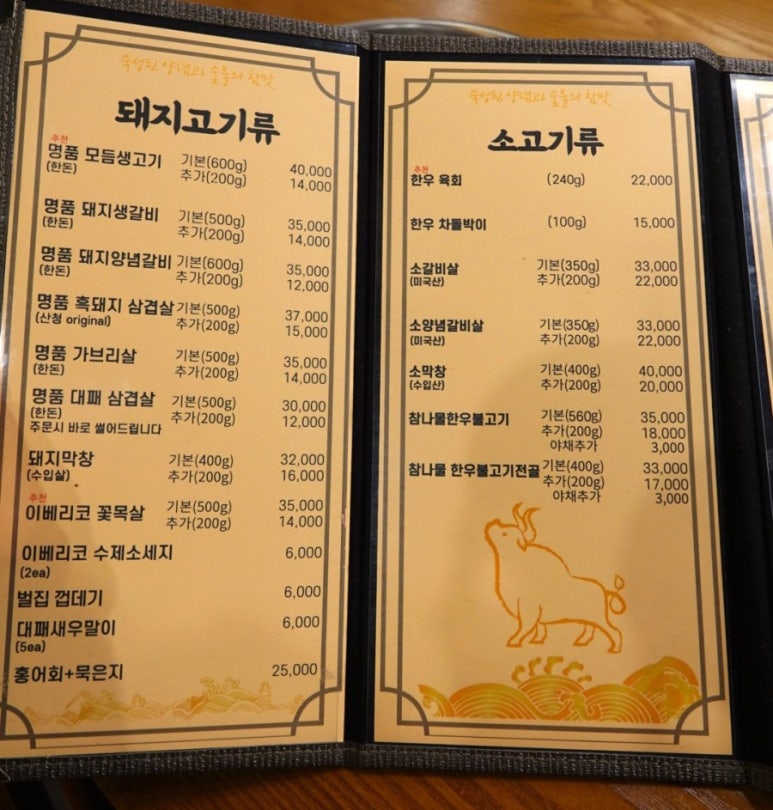 숙성된 양념과 숯불의 참맛
돼지고기류
추천
명품 모듬생고기 기본(600g) 40,000
(한돈) 추가(200g) 14,000
명품 돼지생갈비 기본(500g) 35,000
(한돈) 추가(200g) 14,000
명품 돼지양념갈비 기본(600g) 35,000
(한돈) 추가(200g) 12,000
명품 흑돼지 삼겹살 기본(500g) 37,000
(산청 original) 추가(200g) 15,000
명품 가브리살 기본(500g) 35,000
(한돈) 추가(200g) 14,000
명품 대패 삼겹살 기본(500g) 30,000
(한돈) 추가(200g) 12,000
주문시 바로 썰어드립니다
돼지막창 기본(400g) 32,000
(수입살) 추가(200g) 16,000
추천
이베리코 꽃목살 기본(500g) 35,000
추가(200g) 14,000
이베리코 수제소세지 6,000
(2ea)
벌집 껍데기 6,000
대패새우말이 6,000
(5ea)
홍어회+묵은지 25,000
숙성된 양념과 숯불의 참맛
소고기류
추천
한우 육회 (240g) 22,000
한우 차돌박이 (100g) 15,000
소갈비살 기본(350g) 33,000
(미국산) 추가(200g) 22,000
소양념갈비살 기본(350g) 33,000
(미국산) 추가(200g) 22,000
소막창 기본(400g) 40,000
(수입산) 추가(200g) 20,000
참나물한우불고기 기본(560g) 35,000
추가(200g) 18,000
야채추가 3,000
참나물 한우불고기전골 기본(400g) 33,000
추가(200g) 17,000
야채추가 3,000